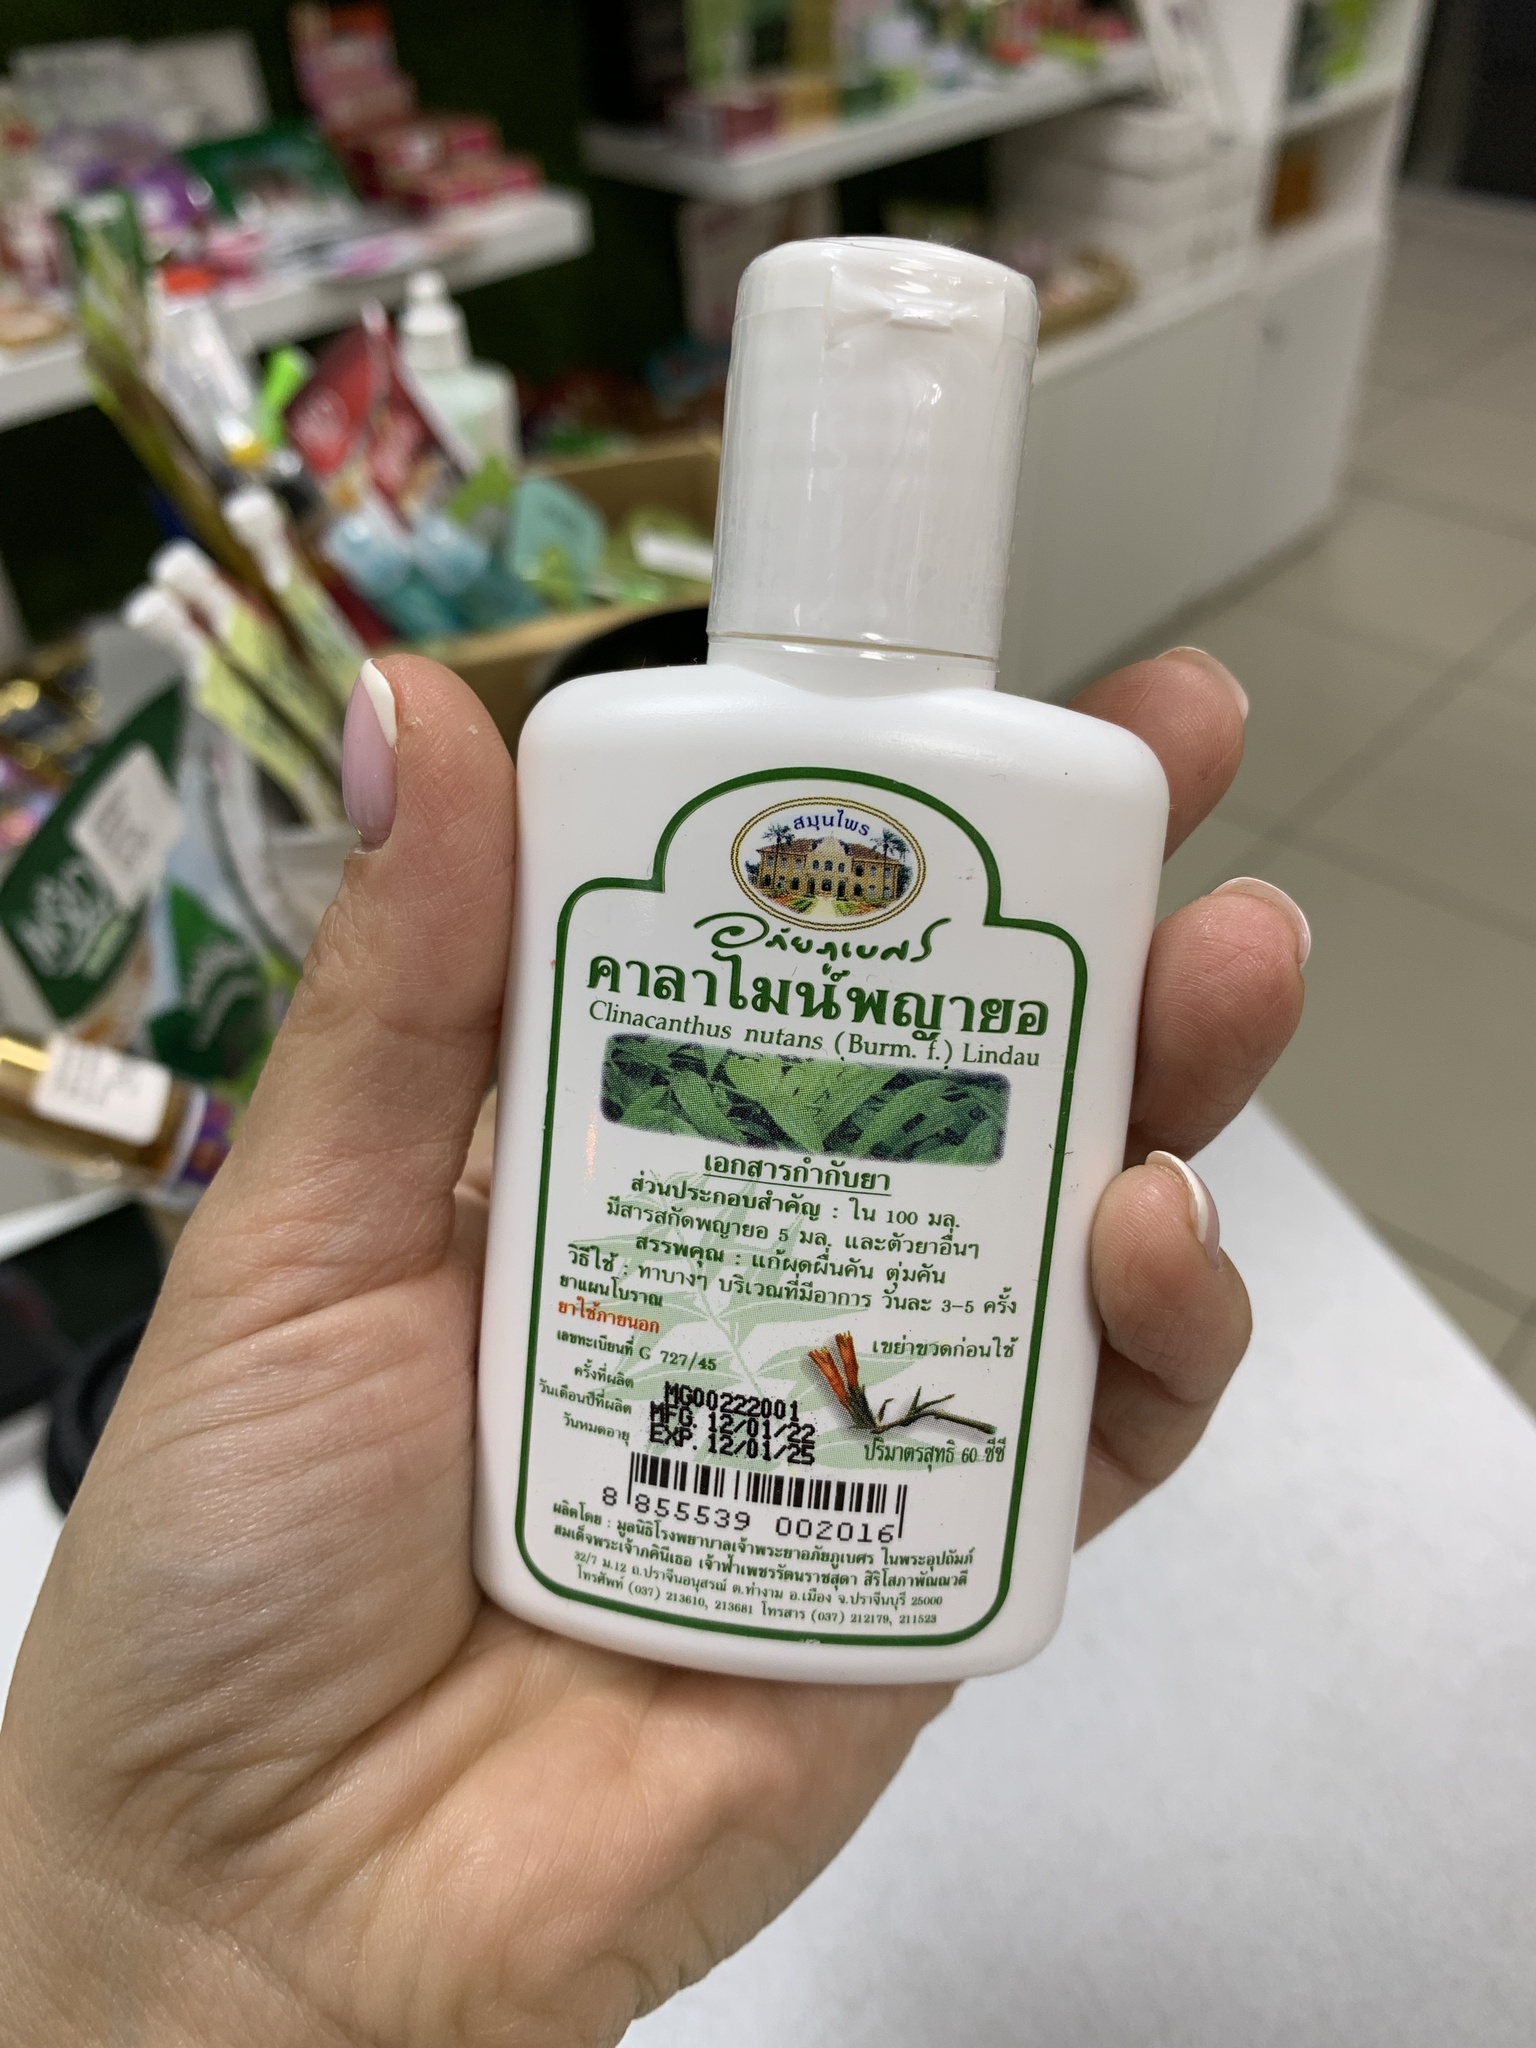 สมุนไพร
อภัยภูเบศร
คาลาไมน์พญายอ
Clinacanthus nutans (Burm. f.) Lindau
เอกสารกำกับยา
ส่วนประกอบสำคัญ : ใน 100 มล.
มีสารสกัดพญายอ 5 มล. และตัวยาอื่นๆ
สรรพคุณ : แก้ผดผื่นคัน ตุ่มคัน
วิธีใช้ : ทาบางๆ บริเวณที่มีอาการ วันละ 3-5 ครั้ง
ยาแผนโบราณ
ยาใช้ภายนอก
เขย่าขวดก่อนใช้
เลขทะเบียนที่ G 727/45
ครั้งที่ผลิต MG00222001
วันเดือนปีที่ผลิต MFG. 12/01/22
วันหมดอายุ EXP. 12/01/25
ปริมาตรสุทธิ 60 ซีซี
8 855539 002016
ผลิตโดย : มูลนิธิโรงพยาบาลเจ้าพระยาอภัยภูเบศร ในพระอุปถัมภ์
สมเด็จพระเจ้าภคินีเธอ เจ้าฟ้าเพชรรัตนราชสุดา สิริโสภาพัณณวดี
32/7 ม.12 ถ.ปราจีนอนุสรณ์ ต.ท่างาม อ.เมือง จ.ปราจีนบุรี 25000
โทรศัพท์ (037) 213610, 213681 โทรสาร (037) 212179, 211523